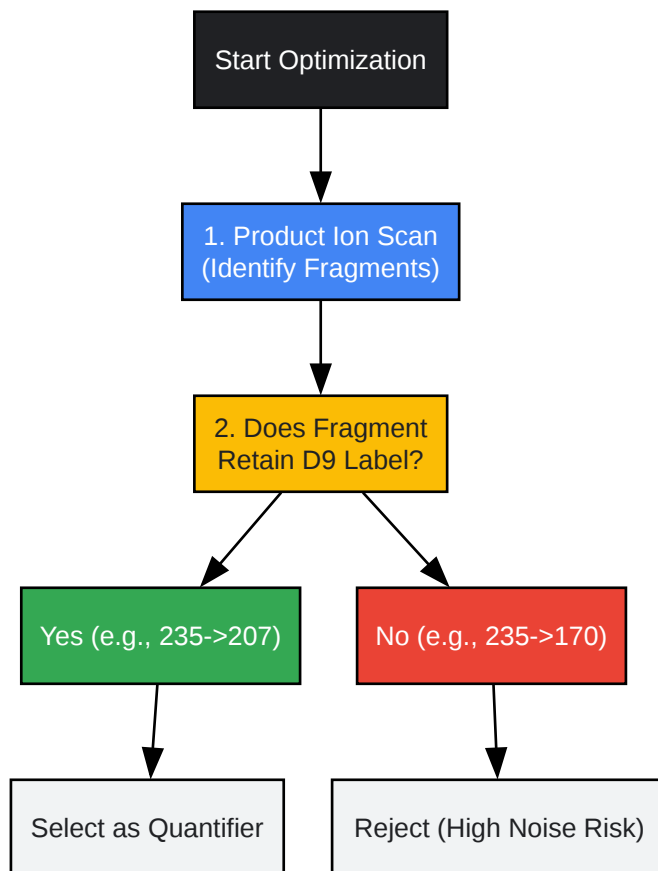 Start Optimization
1. Product Ion Scan
(Identify Fragments)
2. Does Fragment
Retain D9 Label?
Yes (e.g., 235->207)
No (e.g., 235->170)
Select as Quantifier
Reject (High Noise Risk)